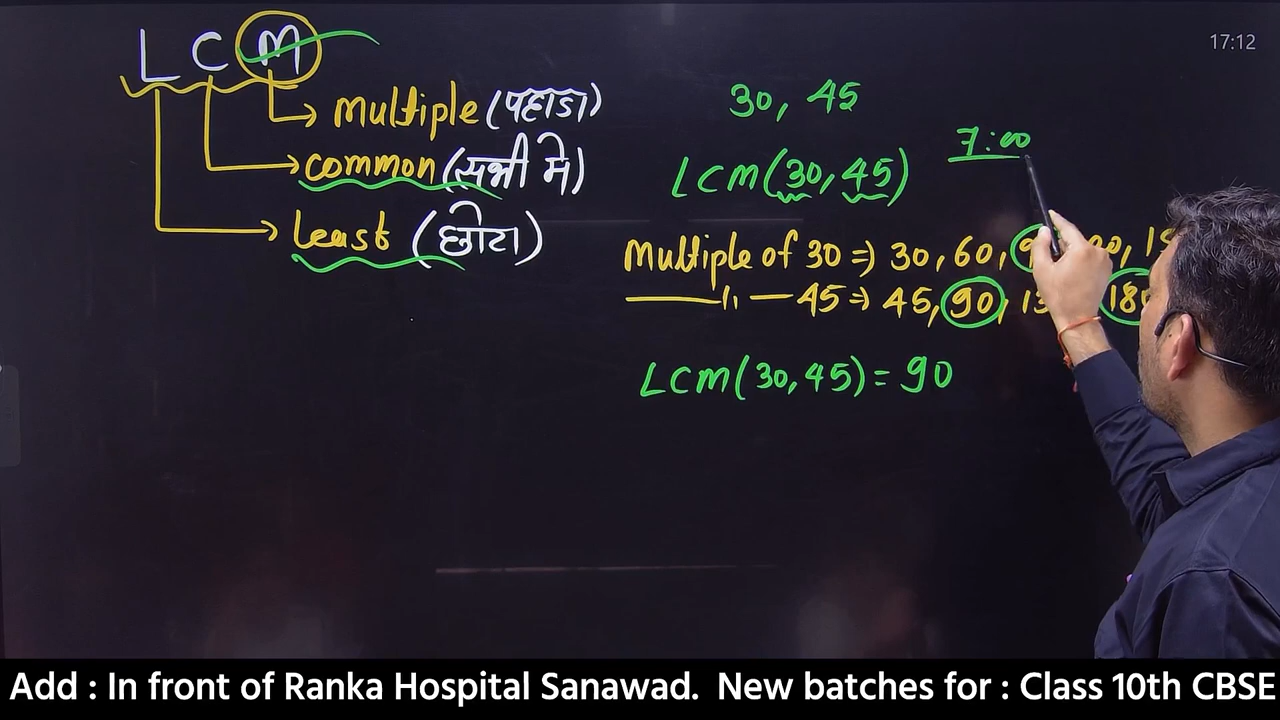 LCM
multiple (पहाडा)
common (सभी मे)
least (छोटा)
17:12
30, 45
7:00
LCM(30, 45)
Multiple of 30 => 30, 60,
—— 11 — 45 => 45, 90, 180
LCM(30, 45) = 90
Add : In front of Ranka Hospital Sanawad. New batches for : Class 10th CBSE